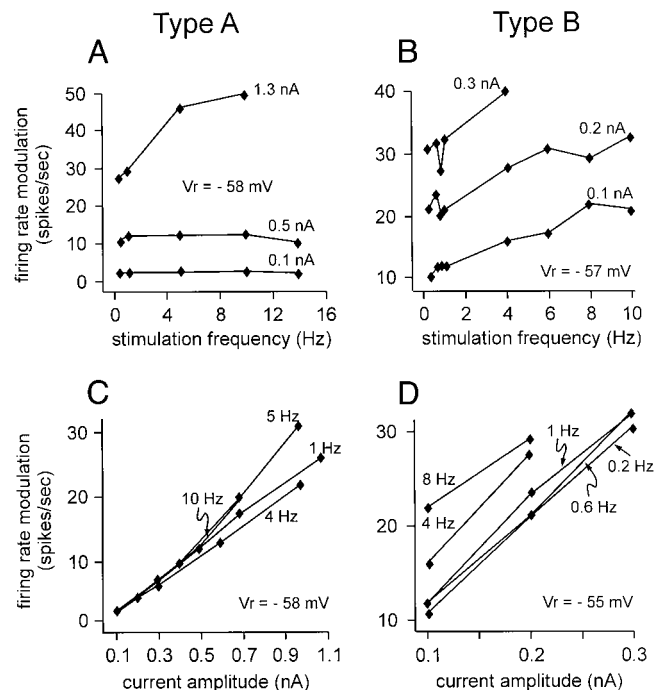 Type A
Type B
A
B
50
40
30
20
10
0
firing rate modulation
(spikes/sec)
1.3 nA
Vr = - 58 mV
0.5 nA
0.1 nA
0 4 8 12 16
stimulation frequency (Hz)
40
30
20
10
0.3 nA
0.2 nA
0.1 nA
Vr = - 57 mV
0 2 4 6 8 10
stimulation frequency (Hz)
C
D
30
20
10
0
firing rate modulation
(spikes/sec)
5 Hz
1 Hz
10 Hz
4 Hz
Vr = - 58 mV
0.1 0.3 0.5 0.7 0.9 1.1
current amplitude (nA)
30
20
10
1 Hz
8 Hz
0.2 Hz
4 Hz
0.6 Hz
Vr = - 55 mV
0.1 0.2 0.3
current amplitude (nA)